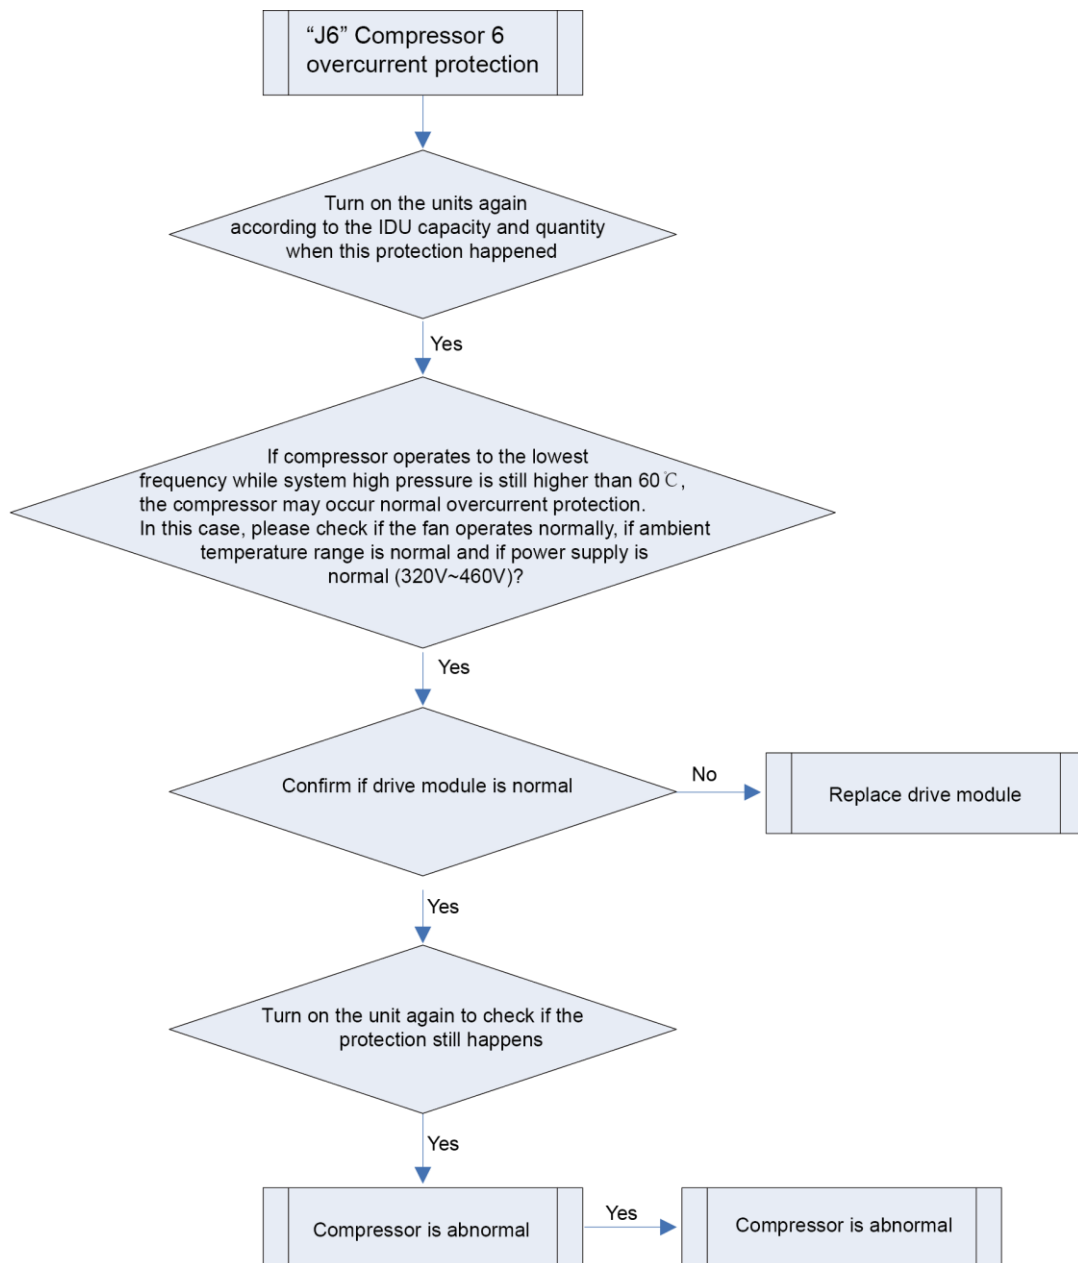 “J6” Compressor 6
overcurrent protection
Turn on the units again
according to the IDU capacity and quantity
when this protection happened
Yes
If compressor operates to the lowest
frequency while system high pressure is still higher than 60℃,
the compressor may occur normal overcurrent protection.
In this case, please check if the fan operates normally, if ambient
temperature range is normal and if power supply is
normal (320V~460V)?
Yes
Confirm if drive module is normal
No
Replace drive module
Yes
Turn on the unit again to check if the
protection still happens
Yes
Compressor is abnormal
Yes
Compressor is abnormal